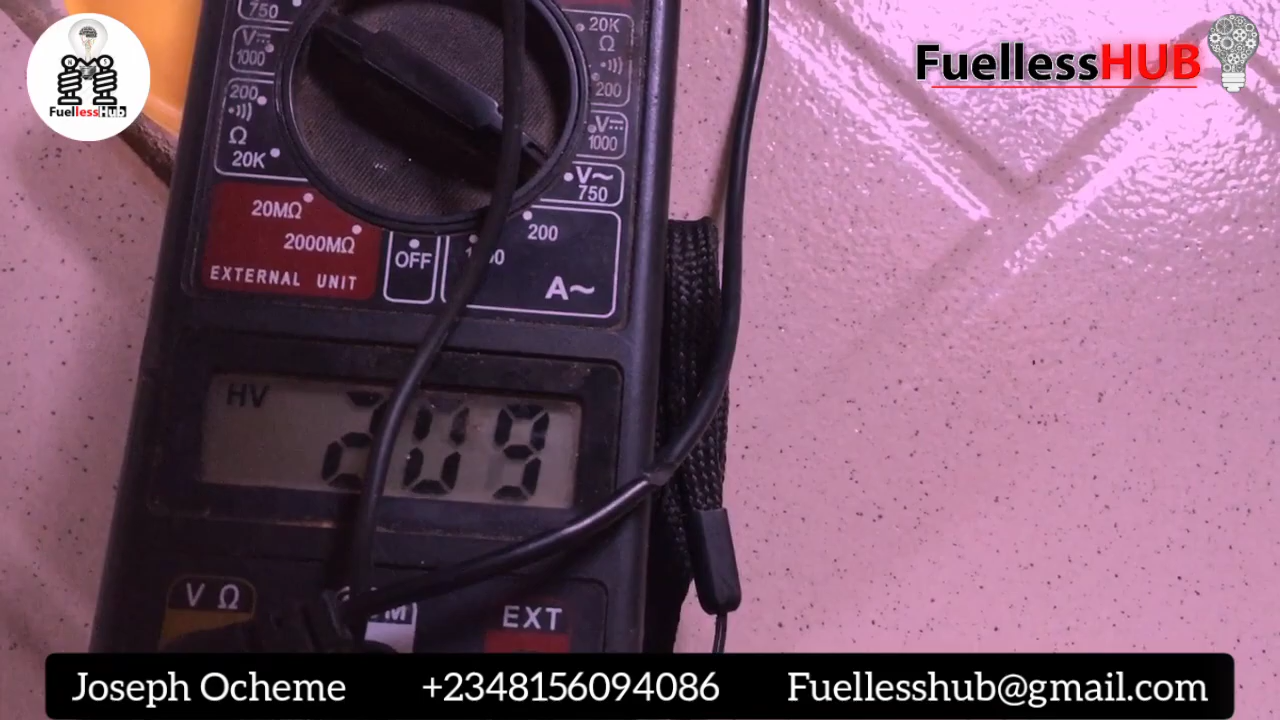 FuellessHub
FuellessHUB
750
V⎓
1000
200
Ω
20K
20MΩ
2000MΩ
EXTERNAL UNIT
OFF
200
A~
20K
Ω
200
V⎓
1000
V~
750
HV
209
V Ω
EXT
Joseph Ocheme +2348156094086 Fuellesshub@gmail.com